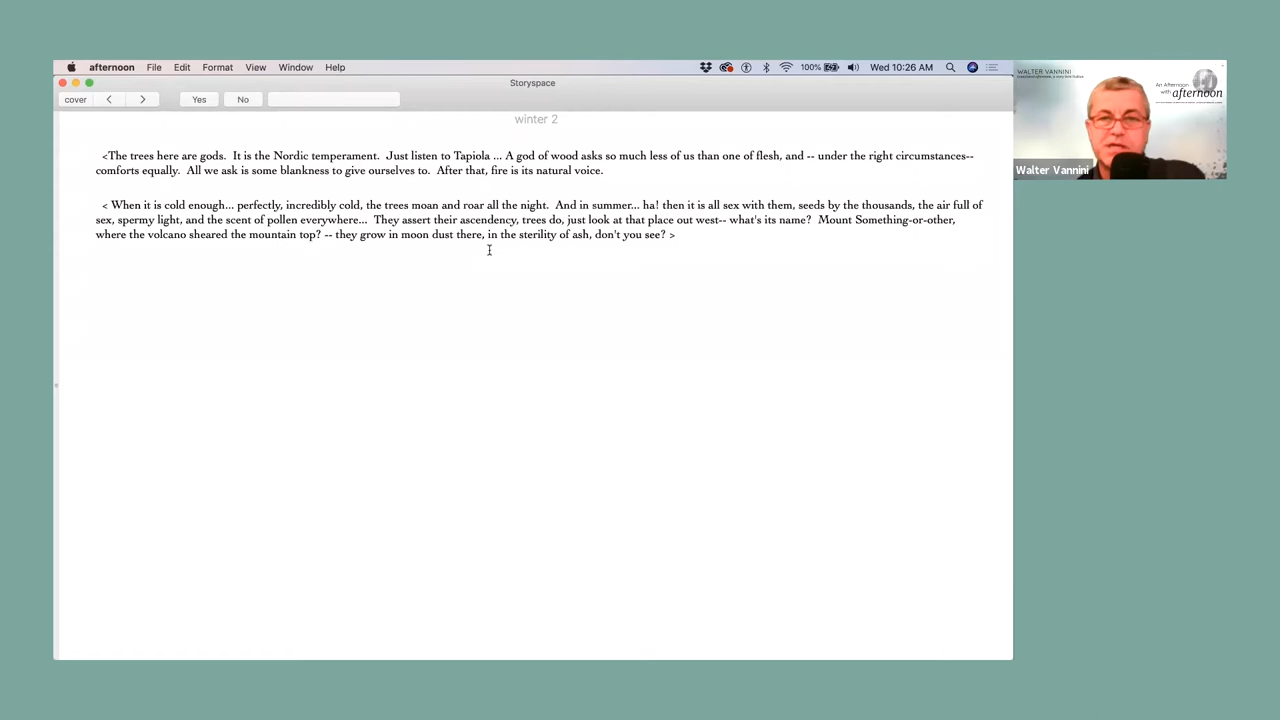 afternoon File Edit Format View Window Help 100% Wed 10:26 AM
Storyspace
cover Yes No
winter 2
<The trees here are gods. It is the Nordic temperament. Just listen to Tapiola ... A god of wood asks so much less of us than one of flesh, and -- under the right circumstances--
comforts equally. All we ask is some blankness to give ourselves to. After that, fire is its natural voice.
< When it is cold enough... perfectly, incredibly cold, the trees moan and roar all the night. And in summer... ha! then it is all sex with them, seeds by the thousands, the air full of
sex, spermy light, and the scent of pollen everywhere... They assert their ascendency, trees do, just look at that place out west-- what's its name? Mount Something-or-other,
where the volcano sheared the mountain top? -- they grow in moon dust there, in the sterility of ash, don't you see? >
WALTER VANNINI
An Afternoon
with afternoon
Walter Vannini